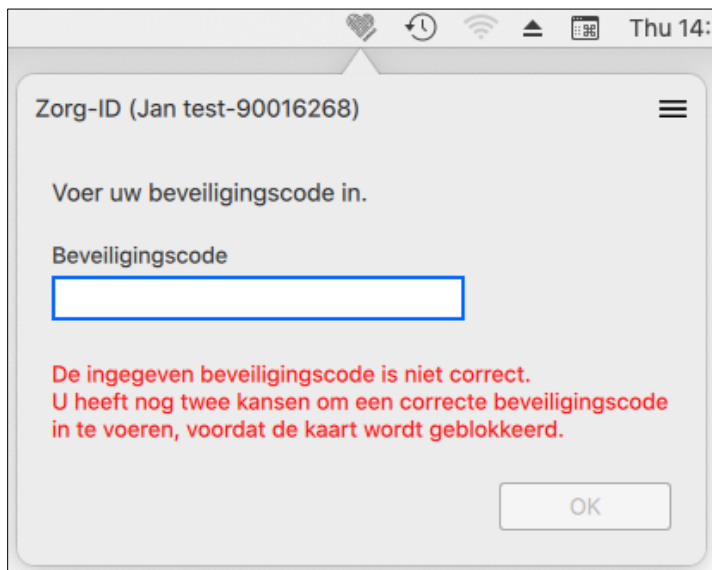 Thu 14:
Zorg-ID (Jan test-90016268)
Voer uw beveiligingscode in.
Beveiligingscode
De ingegeven beveiligingscode is niet correct.
U heeft nog twee kansen om een correcte beveiligingscode
in te voeren, voordat de kaart wordt geblokkeerd.
OK